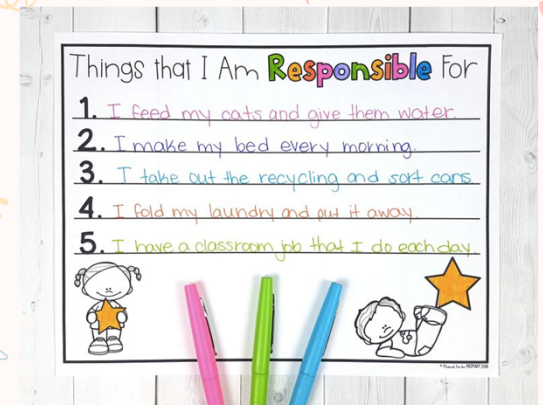 Things that I Am Responsible For
1. I feed my cats and give them water.
2. I make my bed every morning.
3. I take out the recycling and sort cans.
4. I fold my laundry and put it away.
5. I have a classroom job that I do each day.